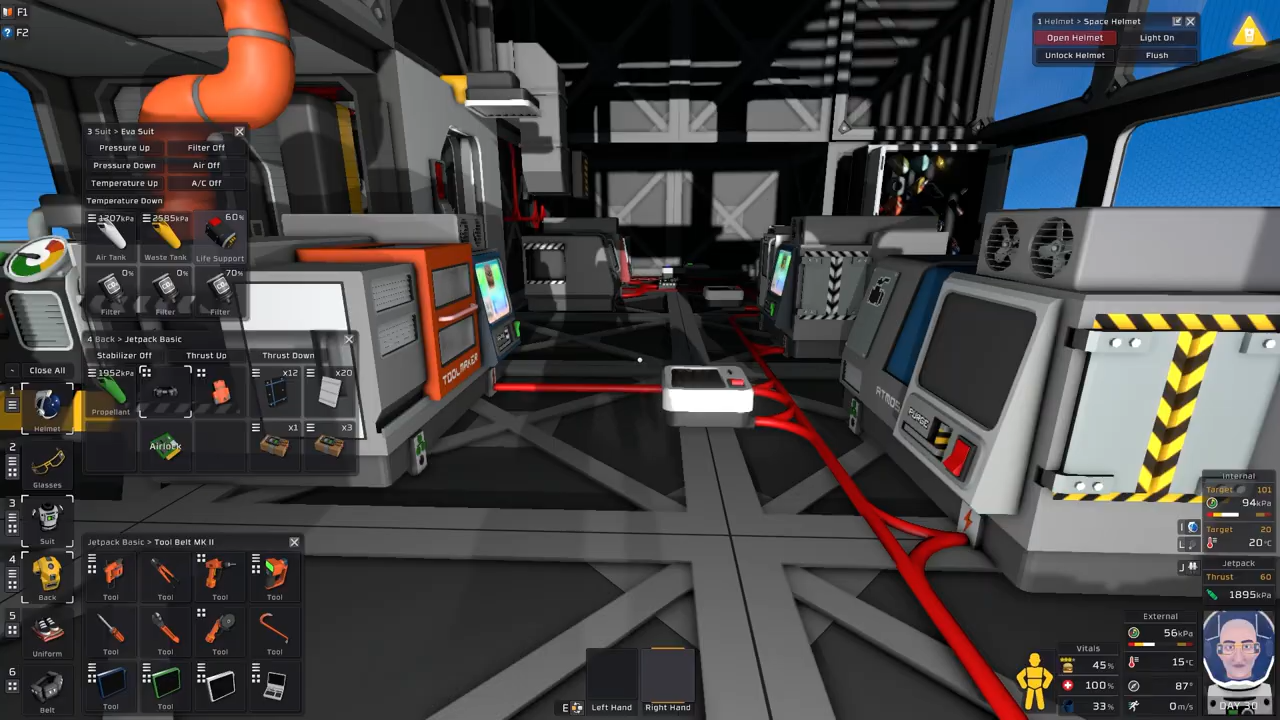 F1
? F2
1 Helmet > Space Helmet
Open Helmet
Light On
Unlock Helmet
Flush
3 Suit > Eva Suit
Pressure Up
Filter Off
Pressure Down
Air Off
Temperature Up
A/C Off
Temperature Down
1207kPa
2585kPa
60%
Air Tank
Waste Tank
Life Support
0%
0%
70%
Filter
Filter
Filter
4 Back > Jetpack Basic
Stabilizer Off
Thrust Up
Thrust Down
1952kPa
x12
x20
Propellant
x1
x3
Airlock
Close All
1
Helmet
2
Glasses
3
Suit
4
Back
5
Uniform
6
Belt
Jetpack Basic > Tool Belt MK II
Tool
Tool
Tool
Tool
Tool
Tool
Tool
Tool
Tool
Tool
Tool
Tool
TOOLMAKER
ATMOS
PURGE
E
Left Hand
Right Hand
Internal
Target 101
94kPa
Target 20
20°C
Jetpack
Thrust 60
1895kPa
I
L
J
External
56kPa
15°C
87°
0m/s
Vitals
45%
100%
33%
DAY 30